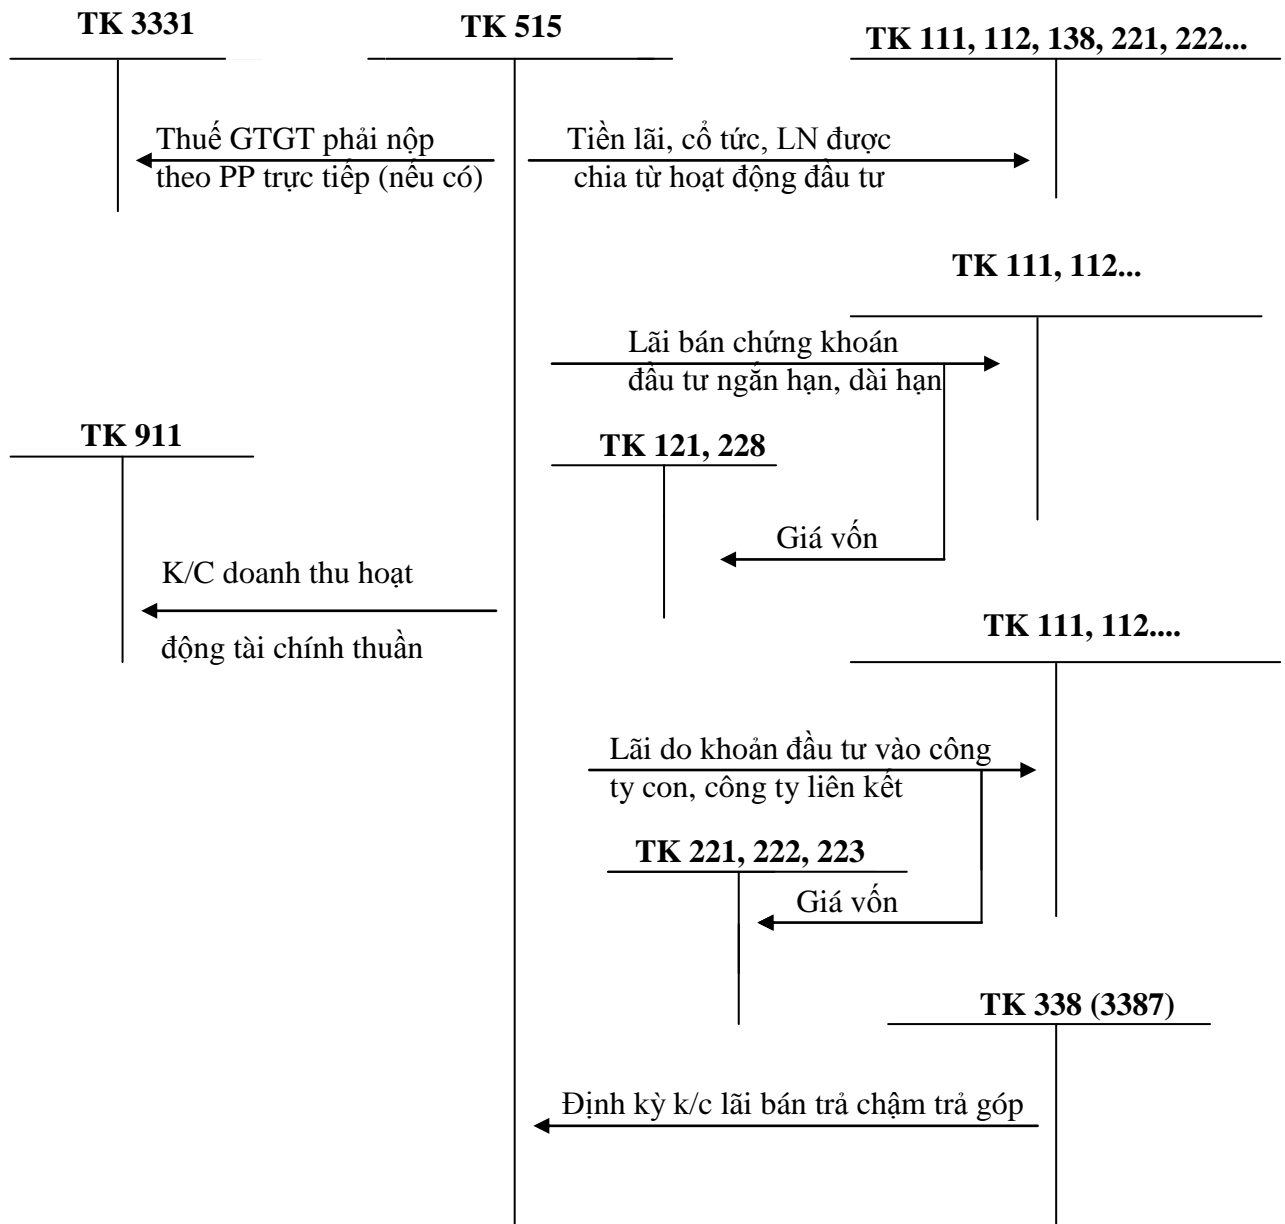 TK 3331
TK 515
TK 111, 112, 138, 221, 222...
Thuế GTGT phải nộp
theo PP trực tiếp (nếu có)
Tiền lãi, cổ tức, LN được
chia từ hoạt động đầu tư
TK 111, 112...
Lãi bán chứng khoán
đầu tư ngắn hạn, dài hạn
TK 911
TK 121, 228
Giá vốn
K/C doanh thu hoạt
động tài chính thuần
TK 111, 112....
Lãi do khoản đầu tư vào công
ty con, công ty liên kết
TK 221, 222, 223
Giá vốn
TK 338 (3387)
Định kỳ k/c lãi bán trả chậm trả góp